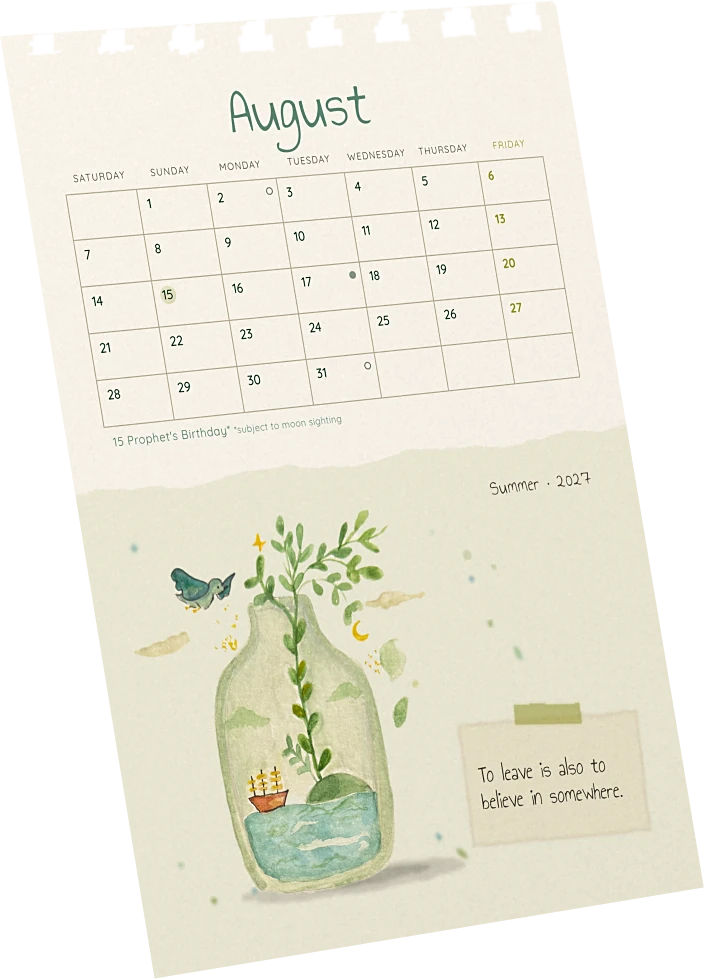 August
SATURDAY SUNDAY MONDAY TUESDAY WEDNESDAY THURSDAY FRIDAY
1 2 3 4 5 6
7 8 9 10 11 12 13
14 15 16 17 18 19 20
21 22 23 24 25 26 27
28 29 30 31
15 Prophet's Birthday* *subject to moon sighting
Summer · 2027
To leave is also to
believe in somewhere.